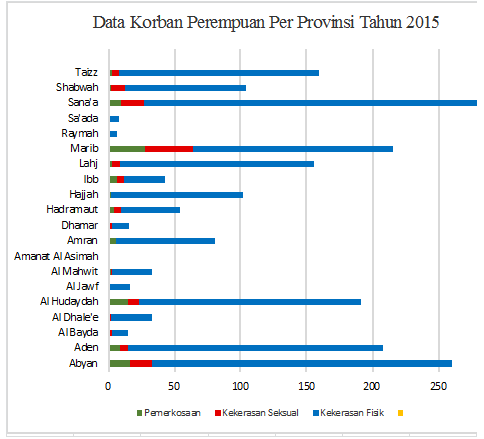 Data Korban Perempuan Per Provinsi Tahun 2015
Taizz
Shabwah
Sana'a
Sa'ada
Raymah
Marib
Lahj
Ibb
Hajjah
Hadramaut
Dhamar
Amran
Amanat Al Asimah
Al Mahwit
Al Jawf
Al Hudaydah
Al Dhale'e
Al Bayda
Aden
Abyan
0 50 100 150 200 250
Pemerkosaan Kekerasan Seksual Kekerasan Fisik